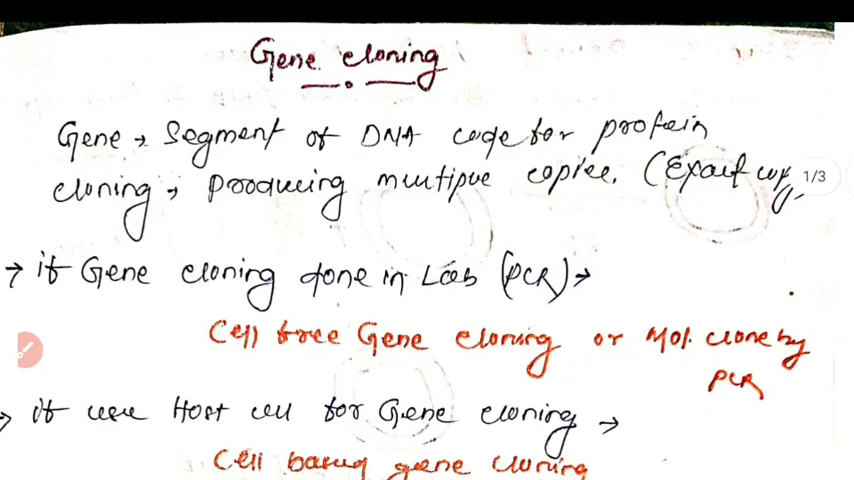 Gene cloning
Gene → Segment of DNA code for protein
cloning → Producing multiple copies. (Exact copy
1/3
→ if Gene cloning done in Lab (PCR) →
Cell free Gene cloning or Mol. clone by
PCR
→ if use Host cell for Gene cloning →
Cell based gene cloning